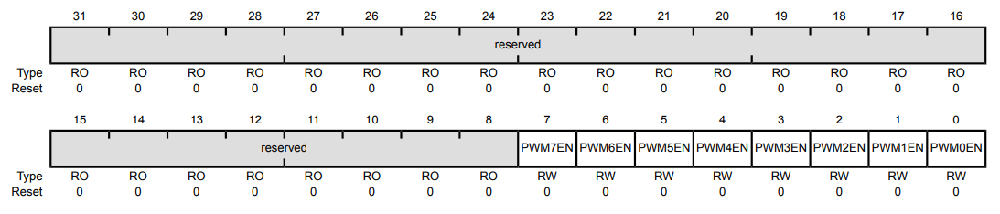 31 30 29 28 27 26 25 24 23 22 21 20 19 18 17 16
reserved
Type RO RO RO RO RO RO RO RO RO RO RO RO RO RO RO RO
Reset 0 0 0 0 0 0 0 0 0 0 0 0 0 0 0 0
15 14 13 12 11 10 9 8 7 6 5 4 3 2 1 0
reserved PWM7EN PWM6EN PWM5EN PWM4EN PWM3EN PWM2EN PWM1EN PWM0EN
Type RO RO RO RO RO RO RO RO RW RW RW RW RW RW RW RW
Reset 0 0 0 0 0 0 0 0 0 0 0 0 0 0 0 0